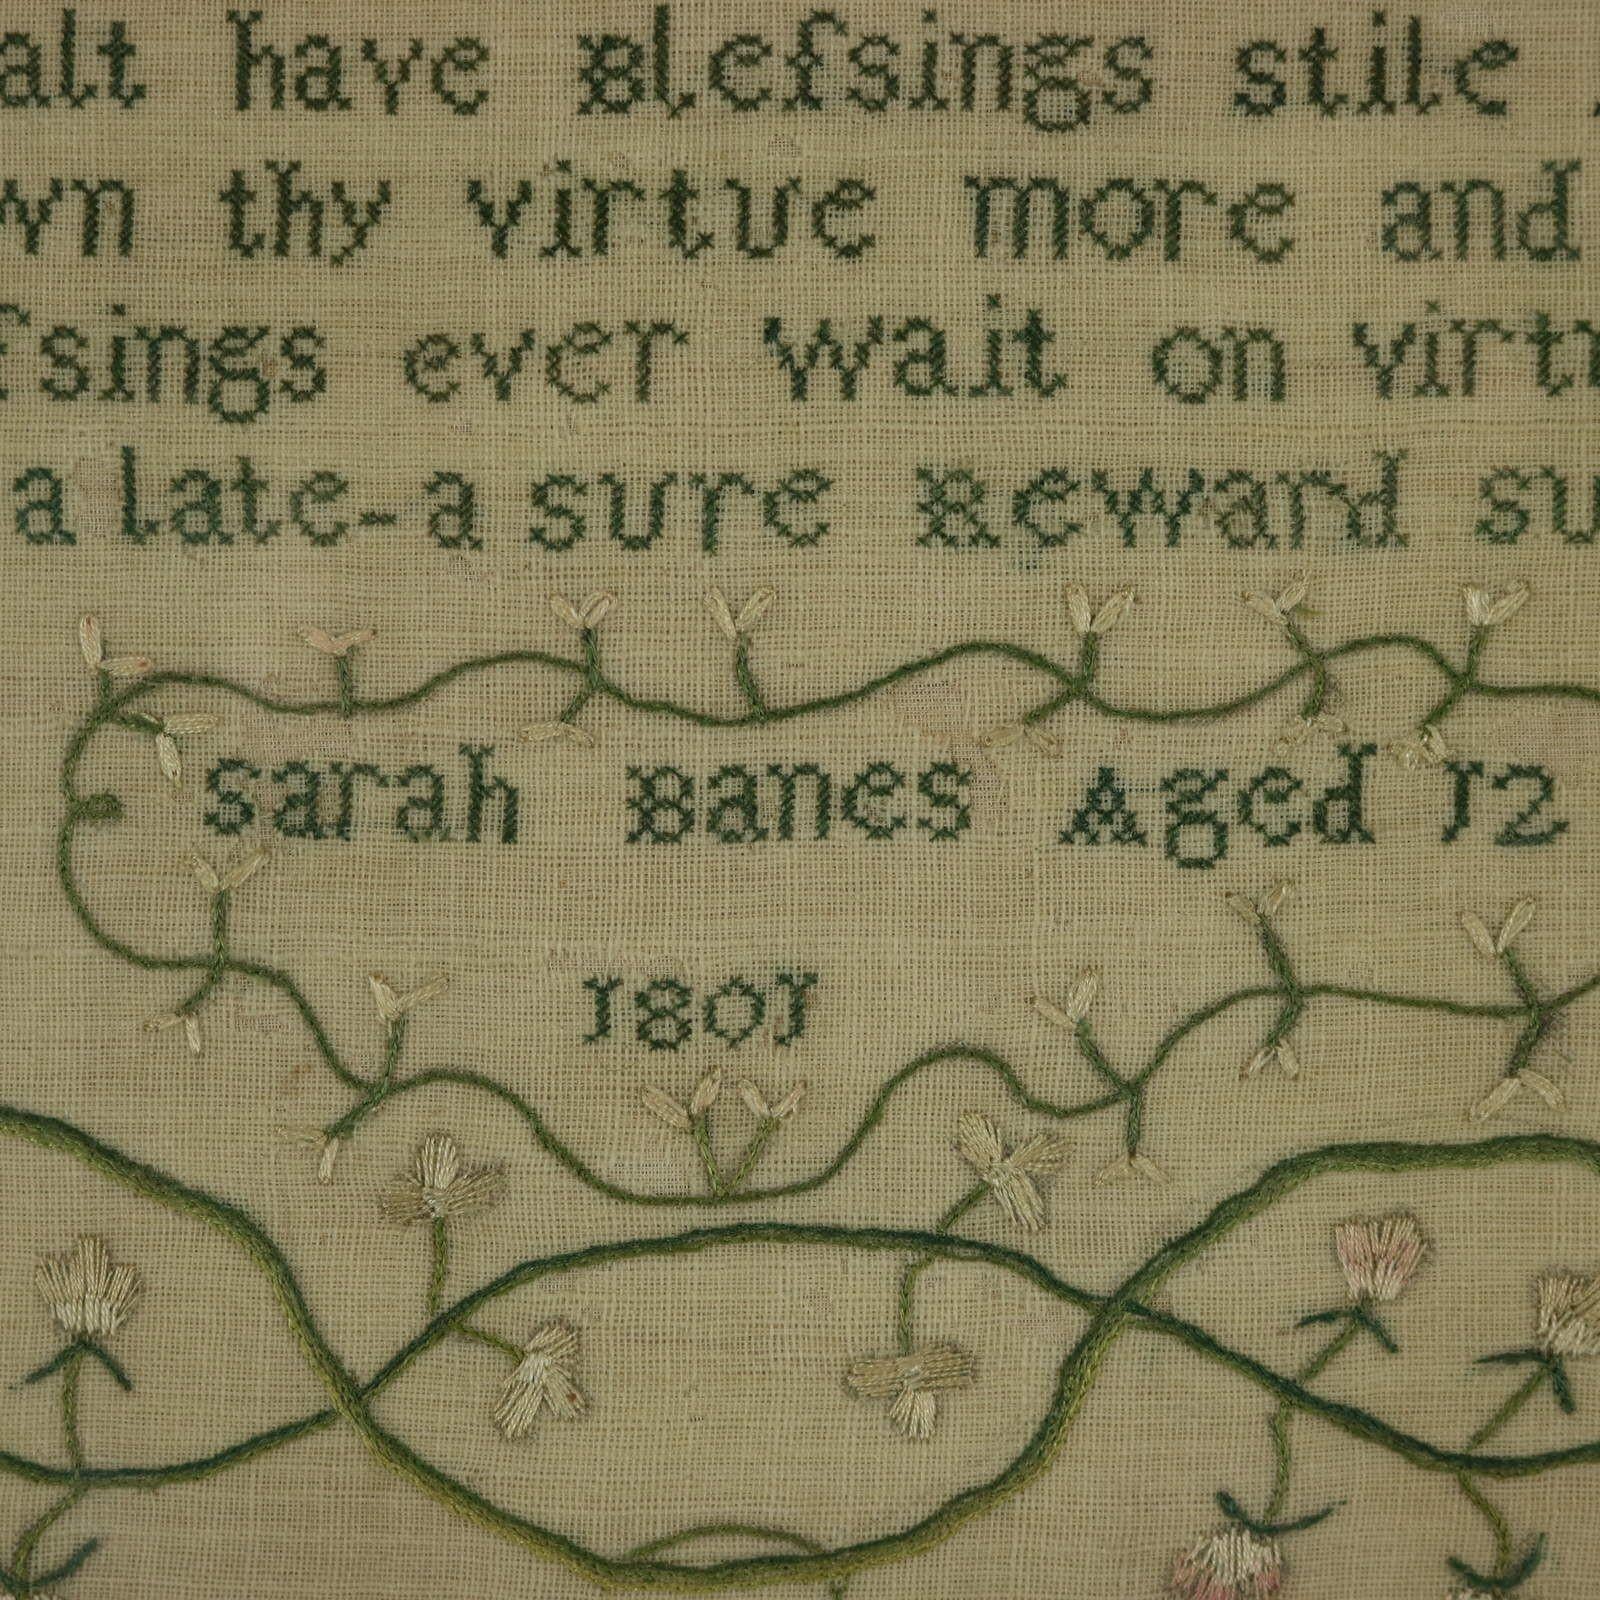 alt have Blefsings stile
wn thy virtue more and
fsings ever wait on virtu
a late-a sure Reward su
sarah Banes Aged 12
1801